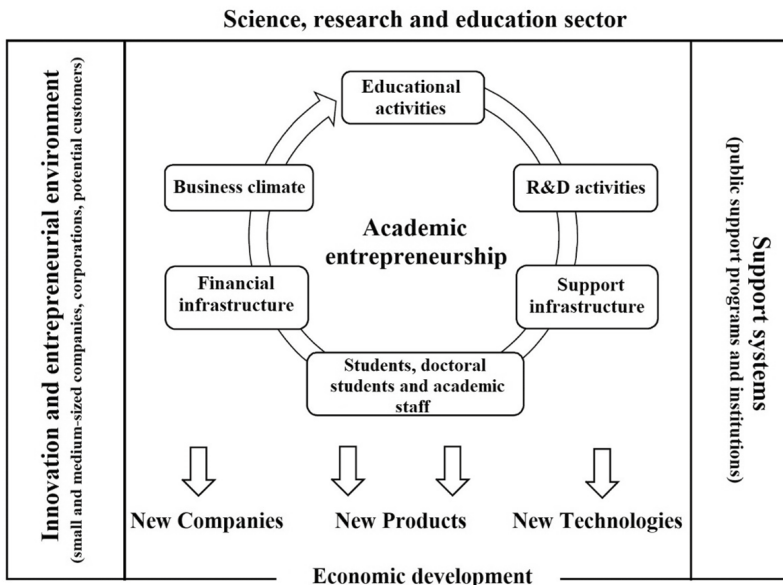 Science, research and education sector
Innovation and entrepreneurial environment
(small and medium-sized companies, corporations, potential customers)
Educational
activities
Business climate
R&D activities
Academic
entrepreneurship
Financial
infrastructure
Support
infrastructure
Students, doctoral
students and academic
staff
Support systems
(public support programs and institutions)
New Companies
New Products
New Technologies
Economic development